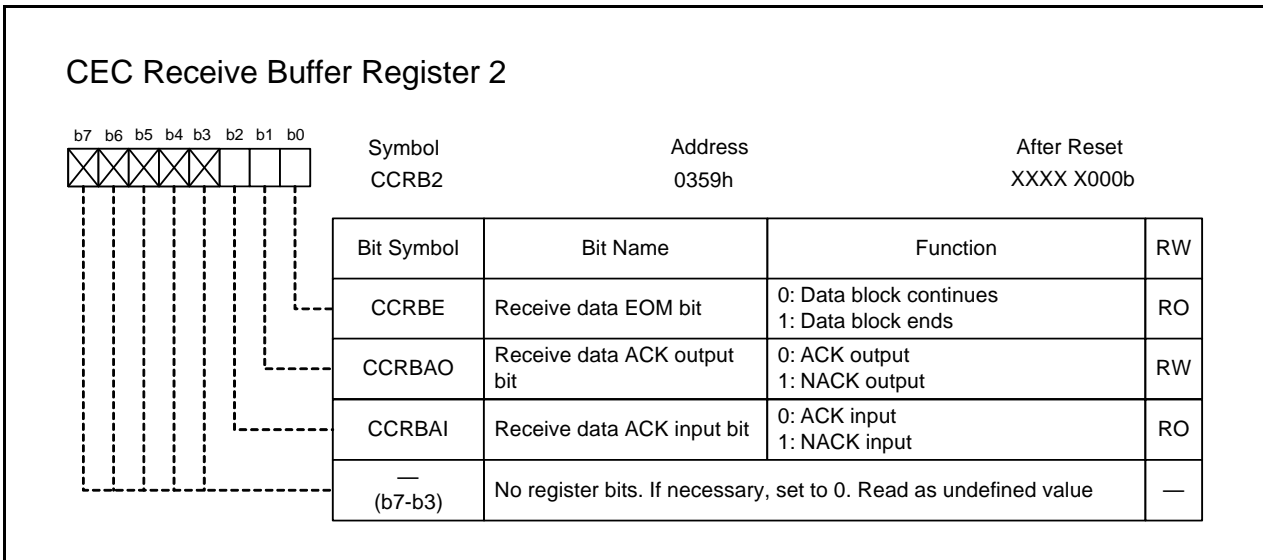 CEC Receive Buffer Register 2
b7 b6 b5 b4 b3 b2 b1 b0
Symbol Address After Reset
CCRB2 0359h XXXX X000b
Bit Symbol Bit Name Function RW
CCRBE Receive data EOM bit 0: Data block continues
1: Data block ends RO
CCRBAO Receive data ACK output
bit 0: ACK output
1: NACK output RW
CCRBAI Receive data ACK input bit 0: ACK input
1: NACK input RO
—
(b7-b3) No register bits. If necessary, set to 0. Read as undefined value —